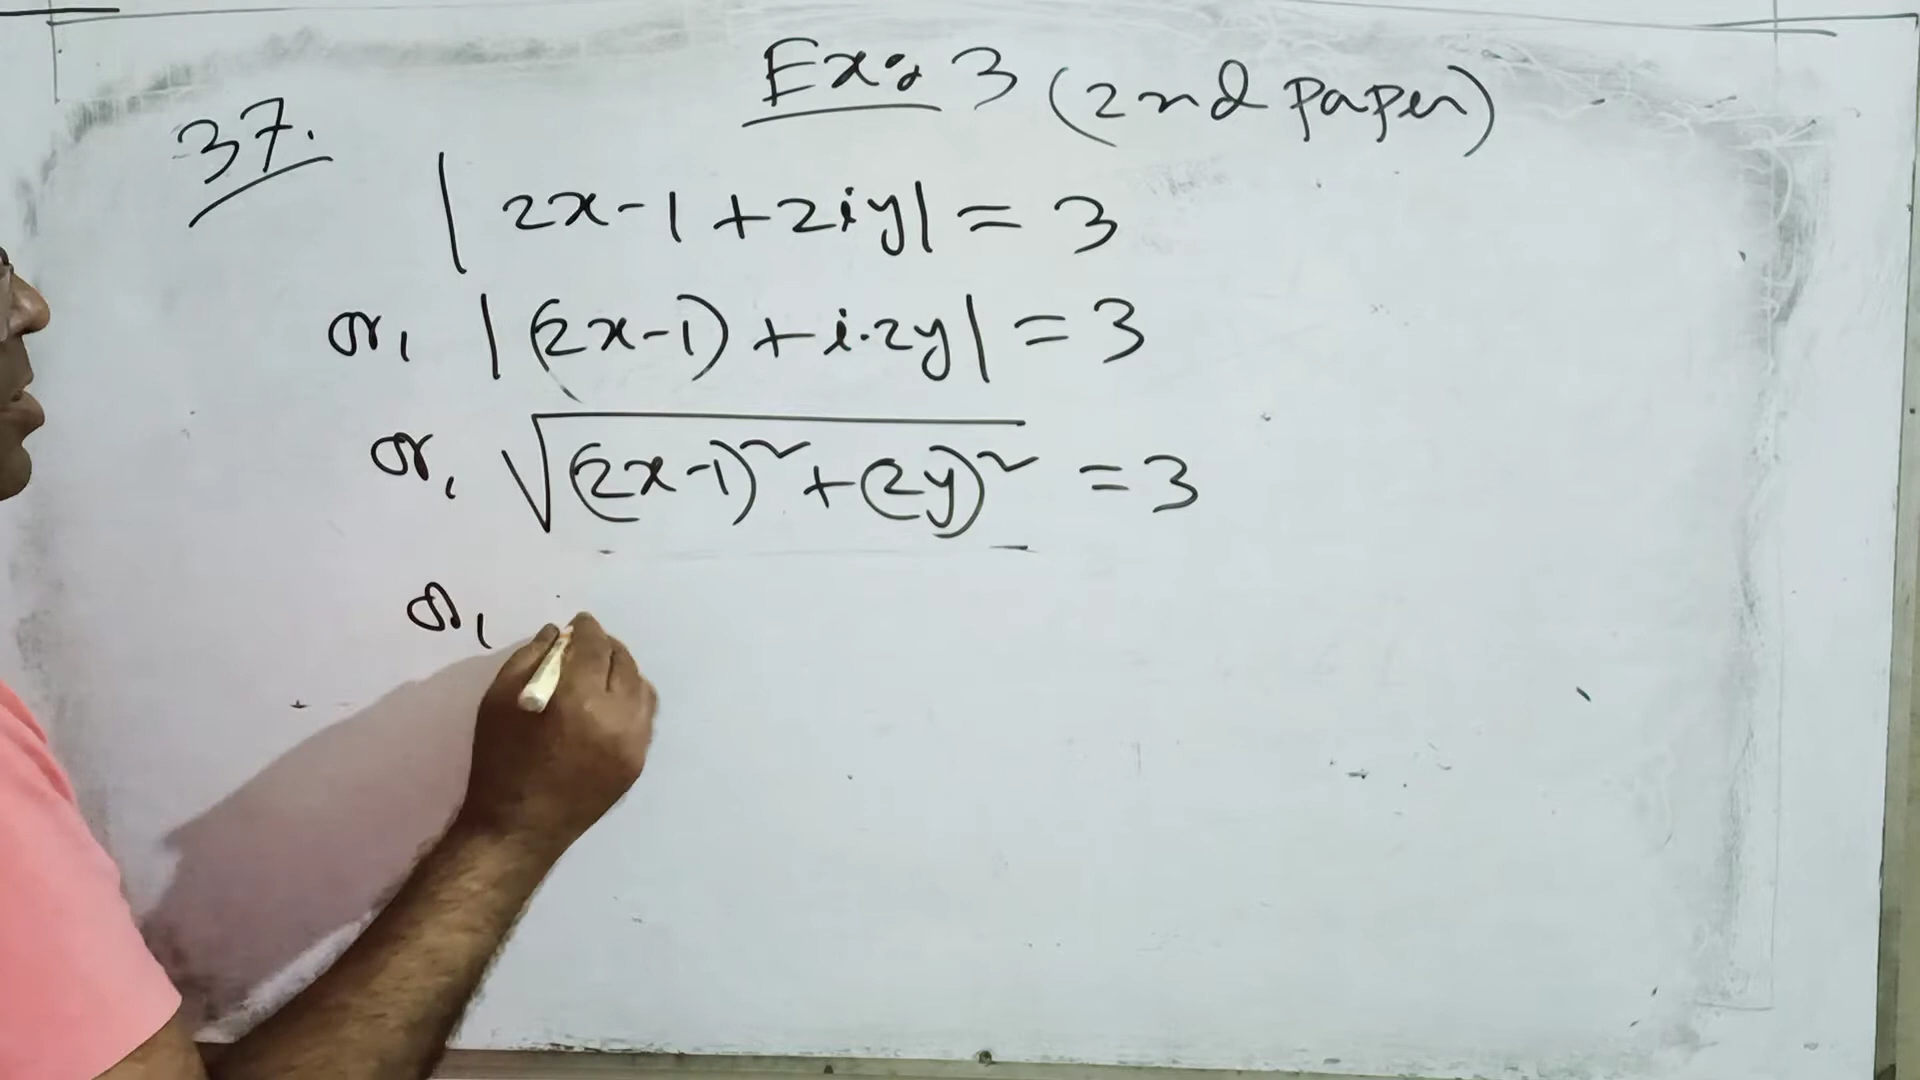 Ex: 3 (2nd paper)
37.
|2x-1+2iy| = 3
or, |(2x-1)+i.2y| = 3
or, √(2x-1)²+(2y)² = 3
or,